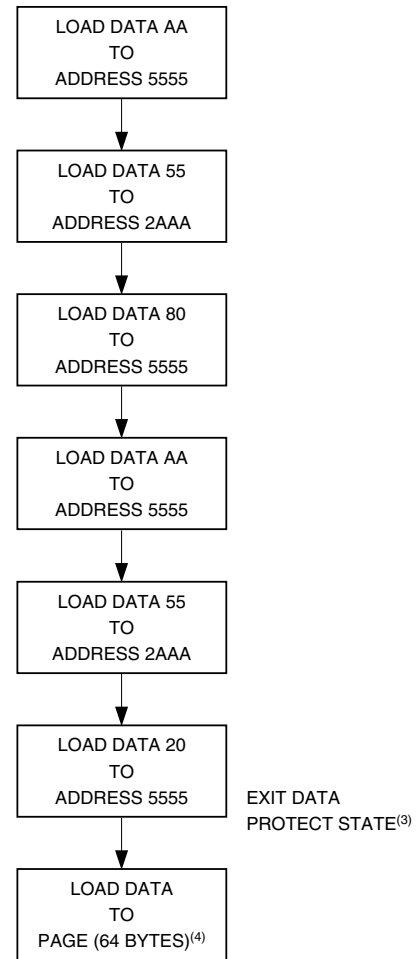 LOAD DATA AA
TO
ADDRESS 5555
LOAD DATA 55
TO
ADDRESS 2AAA
LOAD DATA 80
TO
ADDRESS 5555
LOAD DATA AA
TO
ADDRESS 5555
LOAD DATA 55
TO
ADDRESS 2AAA
LOAD DATA 20
TO
ADDRESS 5555
EXIT DATA
PROTECT STATE(3)
LOAD DATA
TO
PAGE (64 BYTES)(4)